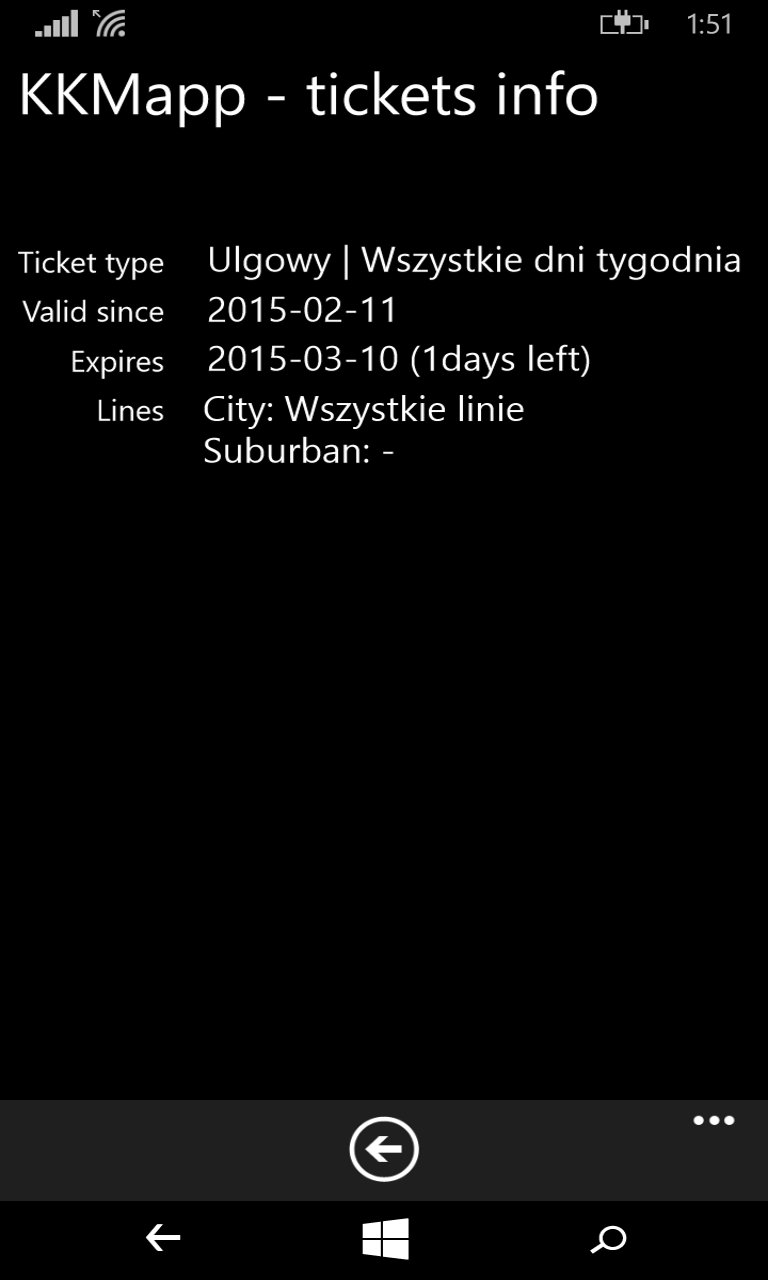 1:51
KKMapp - tickets info
Ticket type Ulgowy | Wszystkie dni tygodnia
Valid since 2015-02-11
Expires 2015-03-10 (1days left)
Lines City: Wszystkie linie
Suburban: -